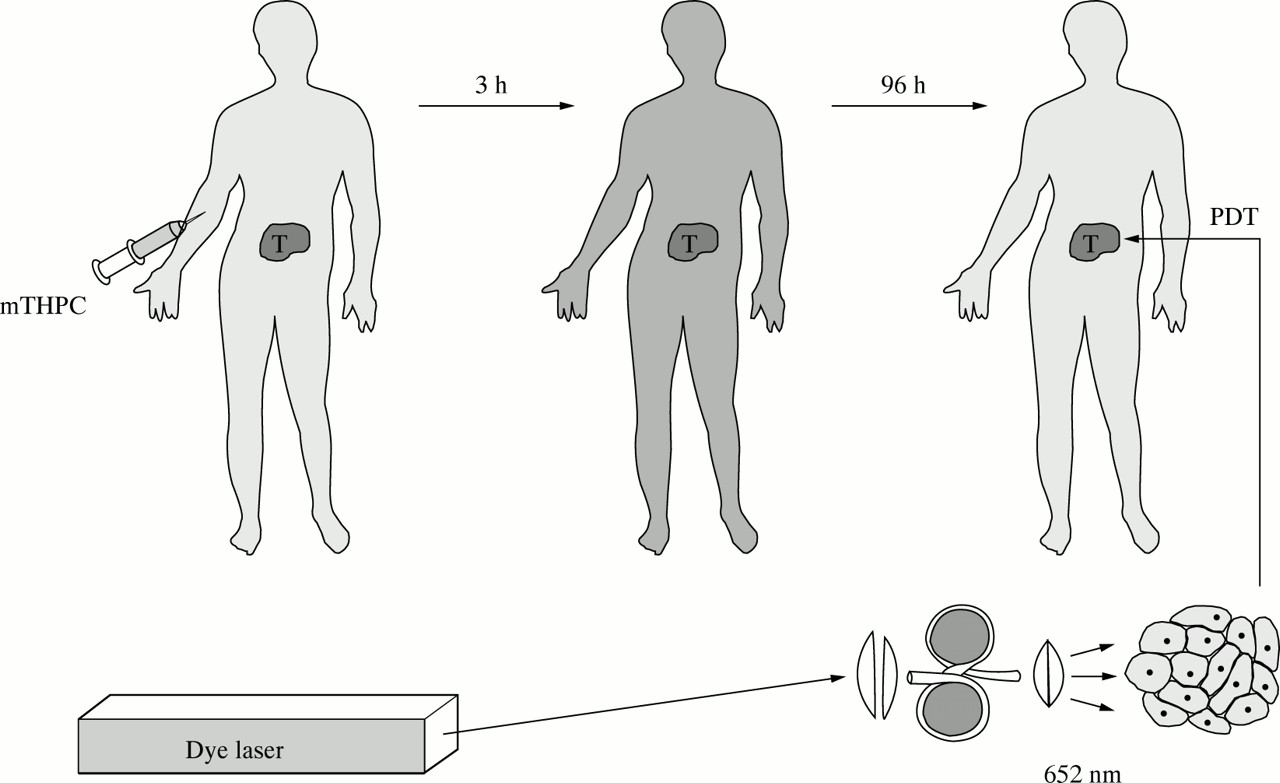 3 h
96 h
PDT
T
T
T
mTHPC
Dye laser
652 nm